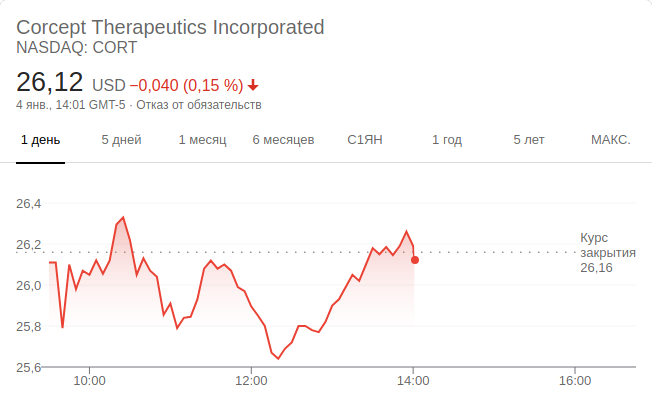 Corcept Therapeutics Incorporated
NASDAQ: CORT
26,12 USD −0,040 (0,15 %)
4 янв., 14:01 GMT-5 · Отказ от обязательств
1 день 5 дней 1 месяц 6 месяцев С1ЯН 1 год 5 лет МАКС.
26,4
26,2
26,0
25,8
25,6
Курс
закрытия
26,16
10:00 12:00 14:00 16:00